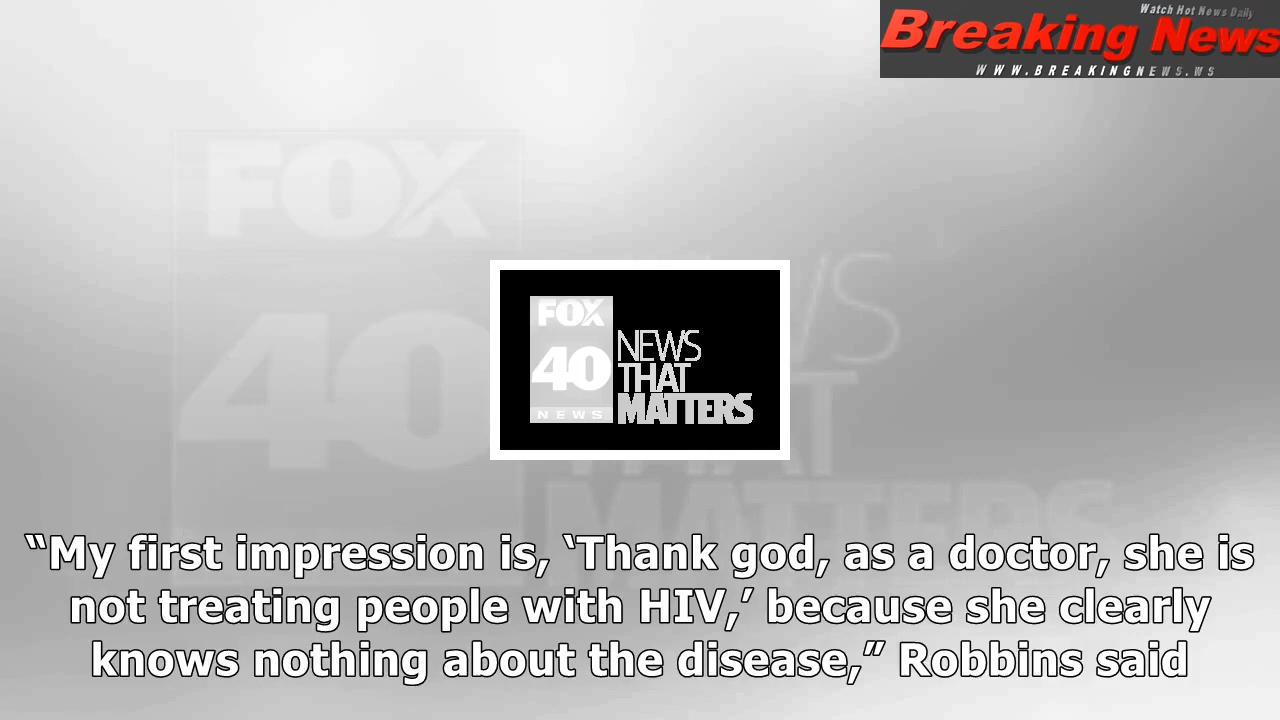 Watch Hot News Daily
Breaking News
WWW.BREAKINGNEWS.WS
FOX
40
NEWS
NEWS
THAT
MATTERS
“My first impression is, ‘Thank god, as a doctor, she is
not treating people with HIV,’ because she clearly
knows nothing about the disease,” Robbins said